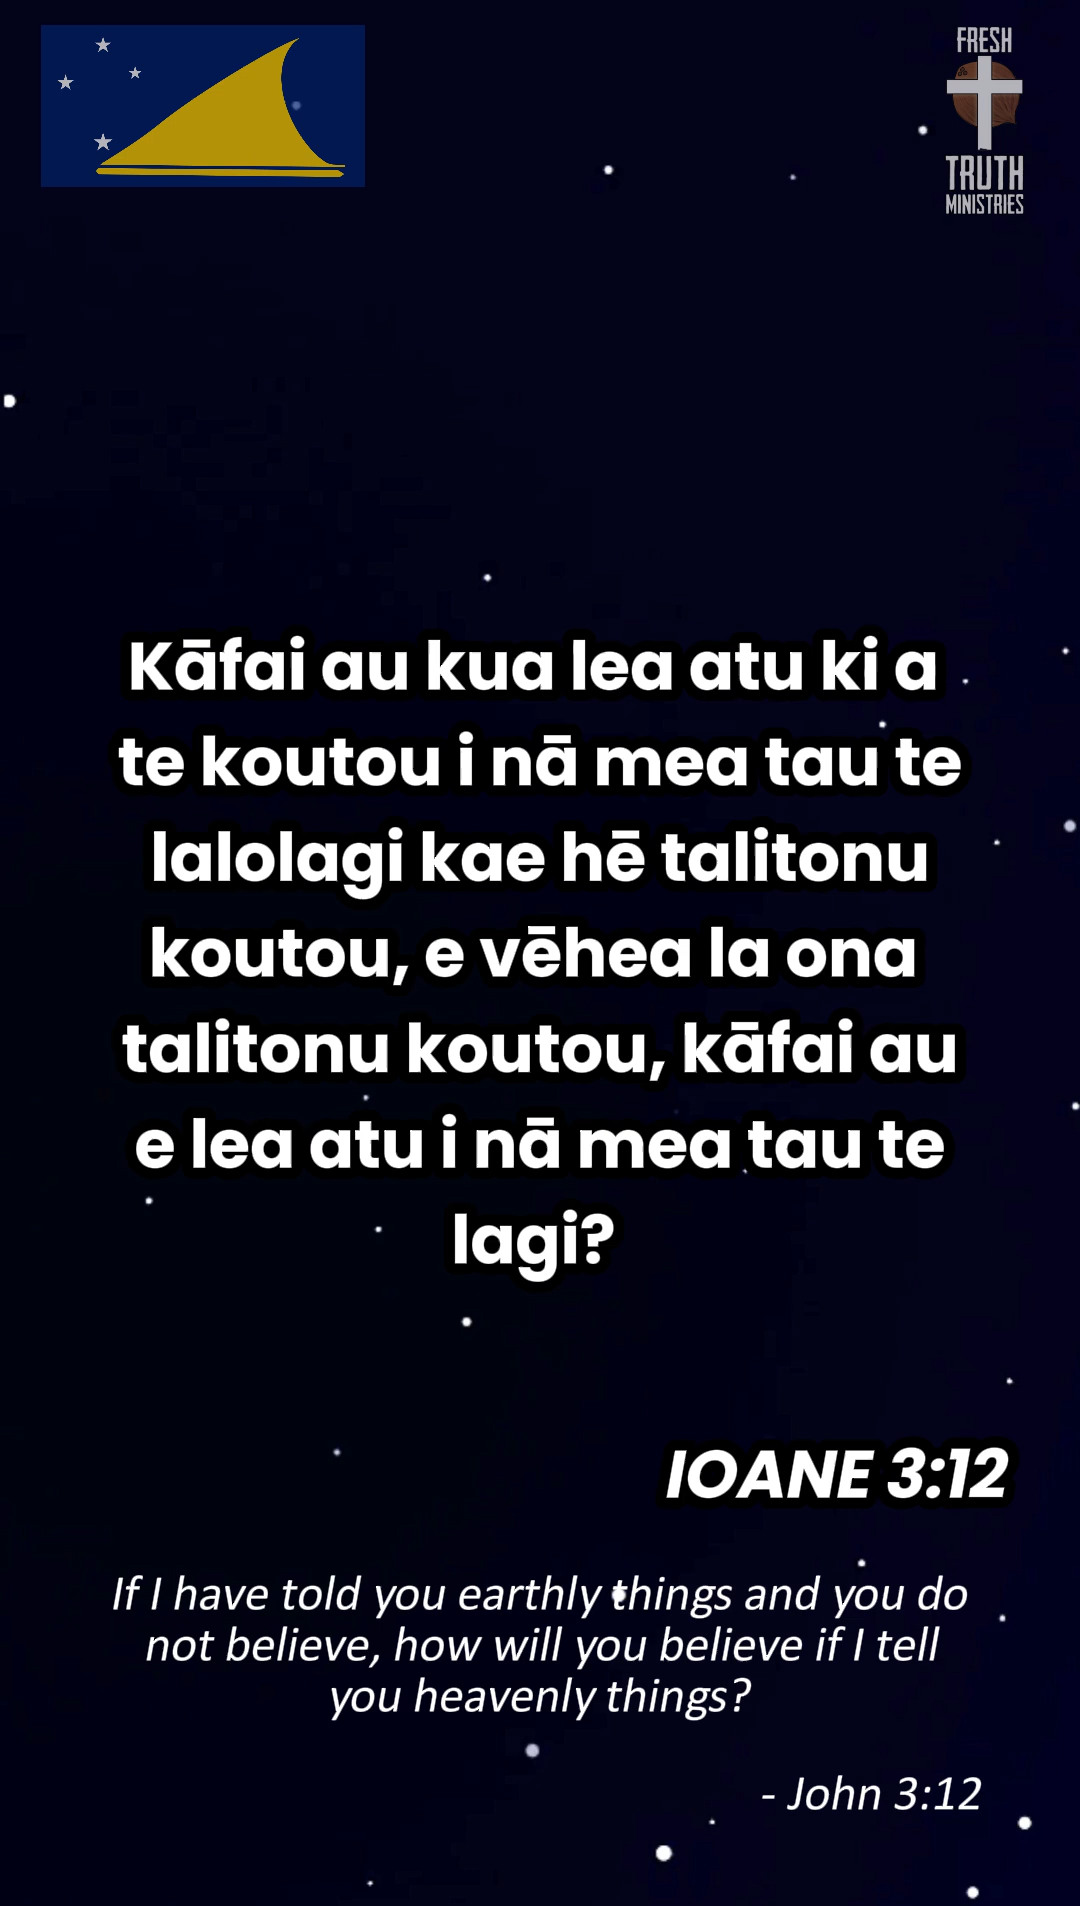 FRESH
TRUTH
MINISTRIES
Kāfai au kua lea atu ki a
te koutou i nā mea tau te
lalolagi kae hē talitonu
koutou, e vēhea la ona
talitonu koutou, kāfai au
e lea atu i nā mea tau te
lagi?
IOANE 3:12
If I have told you earthly things and you do
not believe, how will you believe if I tell
you heavenly things?
- John 3:12